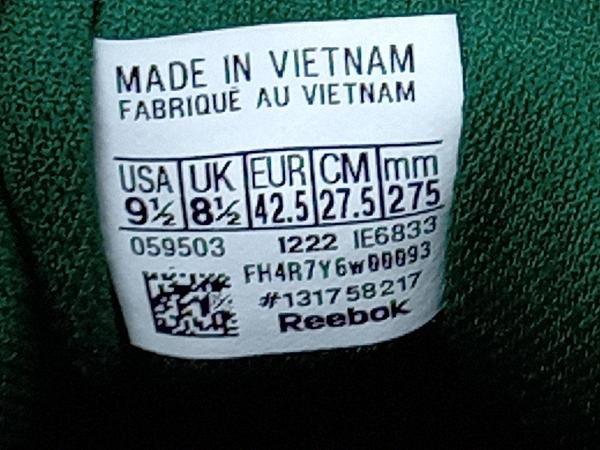 MADE IN VIETNAM
FABRIQUÉ AU VIETNAM
USA UK EUR CM mm
9½ 8½ 42.5 27.5 275
059503 1222 IE6833
FH4R7Y6w00093
#131758217
Reebok